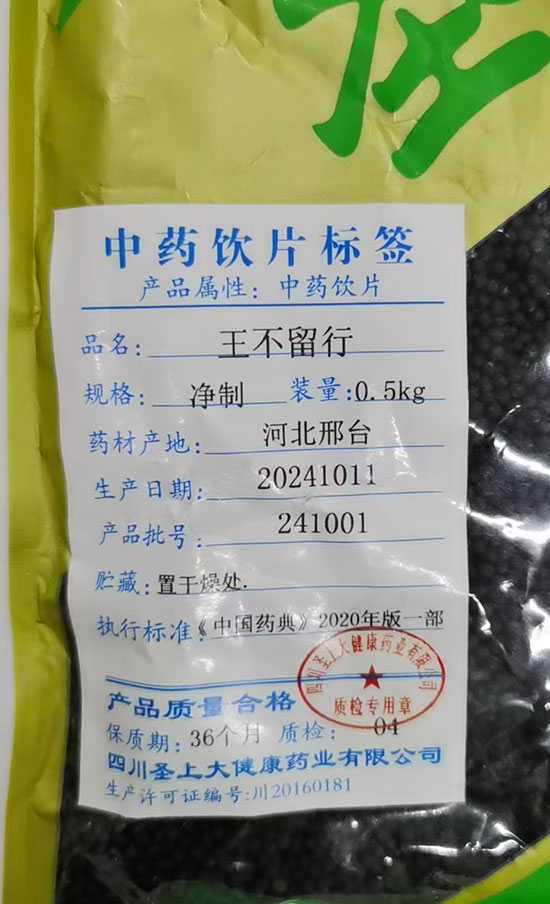 中药饮片标签
产品属性：中药饮片
品名：王不留行
规格：净制 装量：0.5kg
药材产地：河北邢台
生产日期：20241011
产品批号：241001
贮藏：置于燥处.
执行标准：《中国药典》2020年版一部
四川圣上大健康药业有限公司
质检专用章
产品质量合格
保质期：36个月 质检：04
四川圣上大健康药业有限公司
生产许可证编号:川20160181